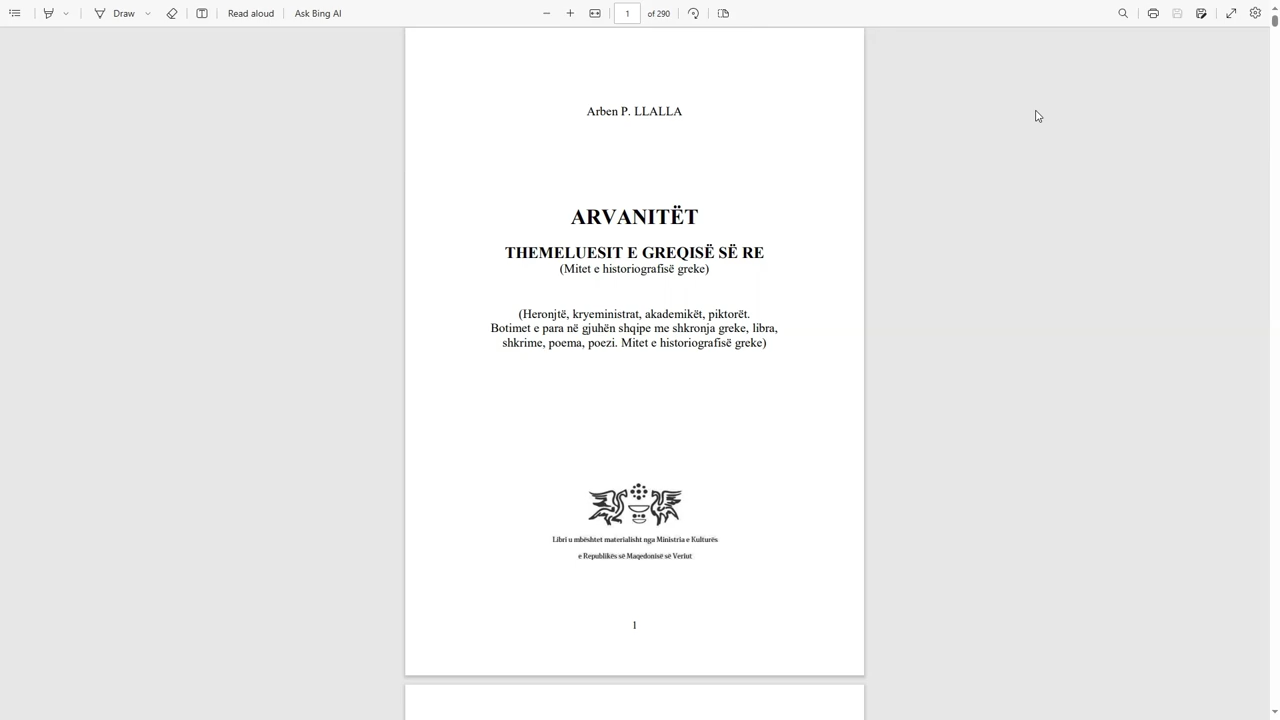 Draw
Read aloud
Ask Bing AI
1 of 290
Arben P. LLALLA
ARVANITËT
THEMELUESIT E GREQISË SË RE
(Mitet e historiografisë greke)
(Heronjtë, kryeministrat, akademikët, piktorët.
Botimet e para në gjuhën shqipe me shkronja greke, libra,
shkrime, poema, poezi. Mitet e historiografisë greke)
Libri u mbështet materialisht nga Ministria e Kulturës
e Republikës së Maqedonisë së Veriut
1